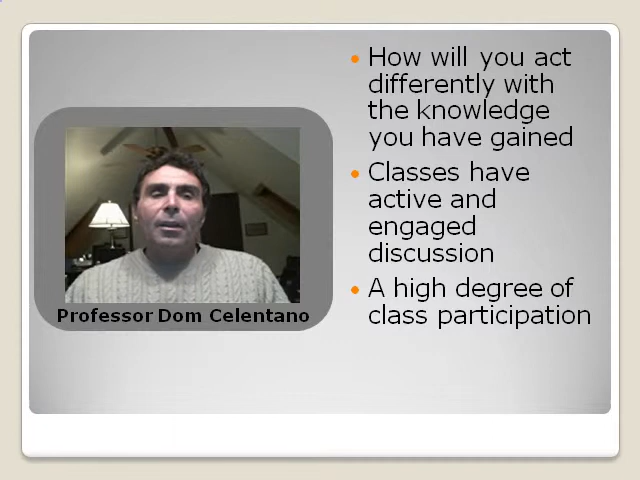 How will you act
differently with
the knowledge
you have gained
Classes have
active and
engaged
discussion
A high degree of
class participation
Professor Dom Celentano